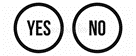 YES NO